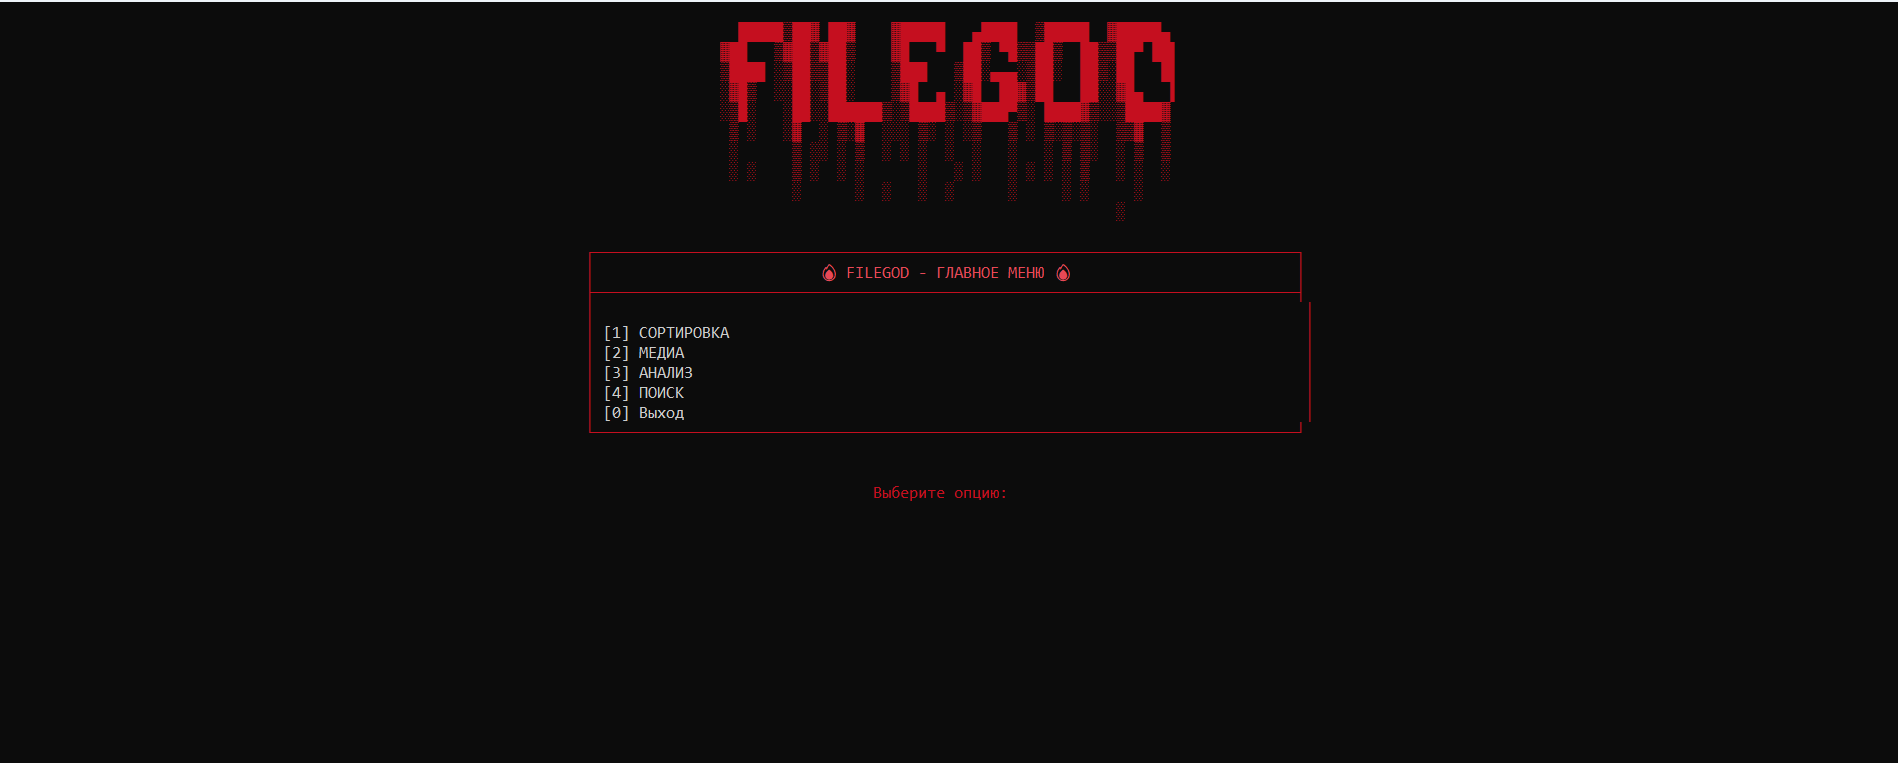 FILEGOD
🔥 FILEGOD - ГЛАВНОЕ МЕНЮ 🔥
[1] СОРТИРОВКА
[2] МЕДИА
[3] АНАЛИЗ
[4] ПОИСК
[0] Выход
Выберите опцию: